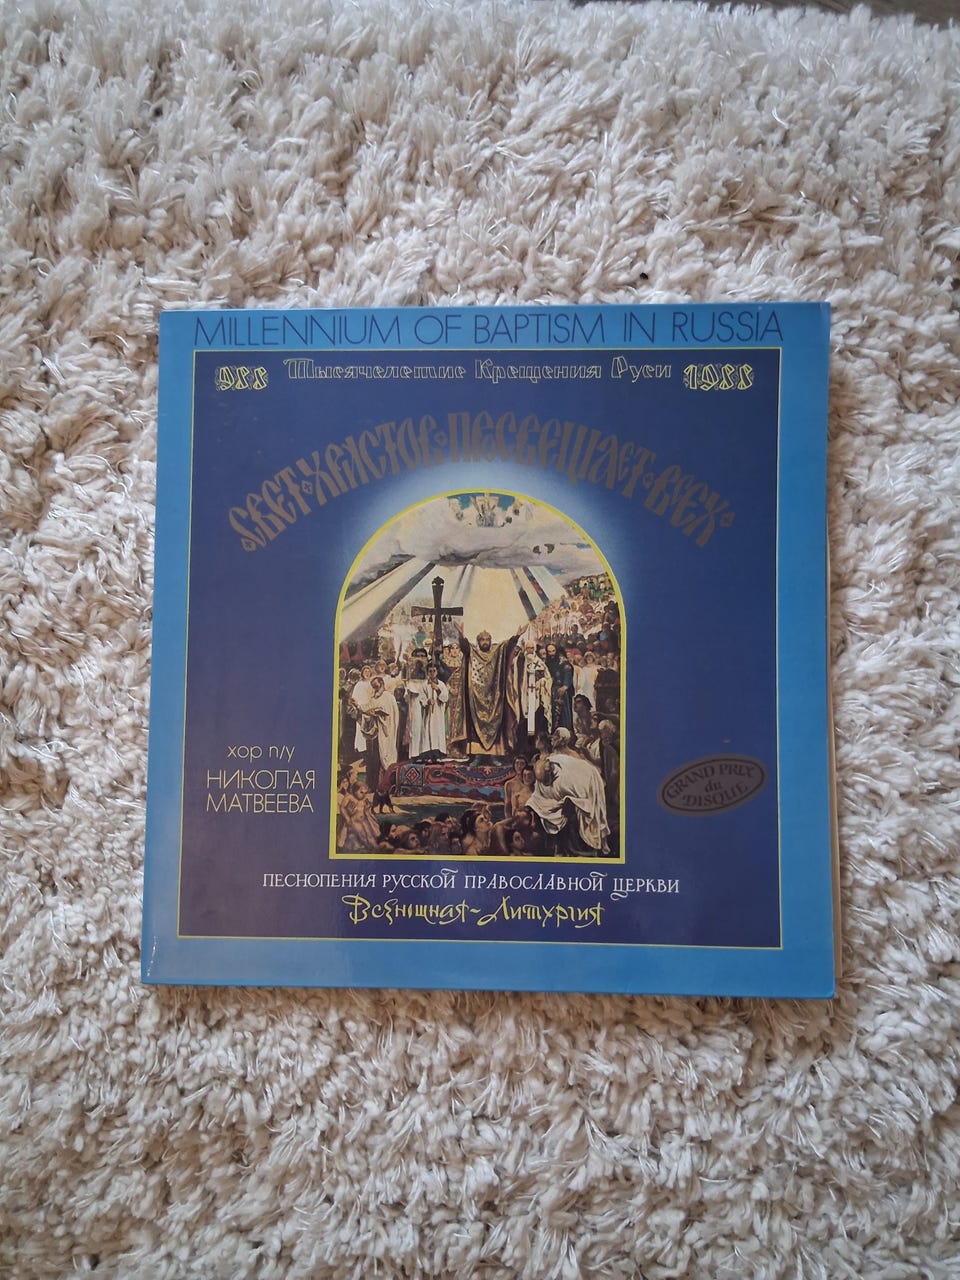 MILLENNIUM OF BAPTISM IN RUSSIA
988 Тысячелетие Крещения Руси 1988
СВЕТ·ХРИСТОВ·ПРОСВЕЩАЕТ·ВСЕХ
хор п/у
НИКОЛАЯ
МАТВЕЕВА
GRAND PRIX
du
DISQUE
ПЕСНОПЕНИЯ РУССКОЙ ПРАВОСЛАВНОЙ ЦЕРКВИ
Всенощная-Литургия